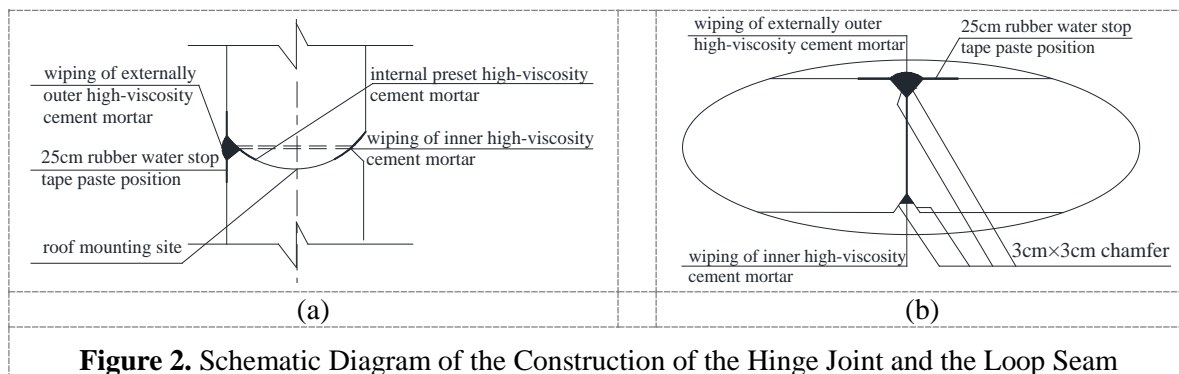 wiping of externally
outer high-viscosity
cement mortar
internal preset high-viscosity
cement mortar
wiping of inner high-viscosity
cement mortar
25cm rubber water stop
tape paste position
roof mounting site
(a)
wiping of externally outer
high-viscosity cement mortar
25cm rubber water stop
tape paste position
wiping of inner high-viscosity
cement mortar
3cm×3cm chamfer
(b)
Figure 2. Schematic Diagram of the Construction of the Hinge Joint and the Loop Seam